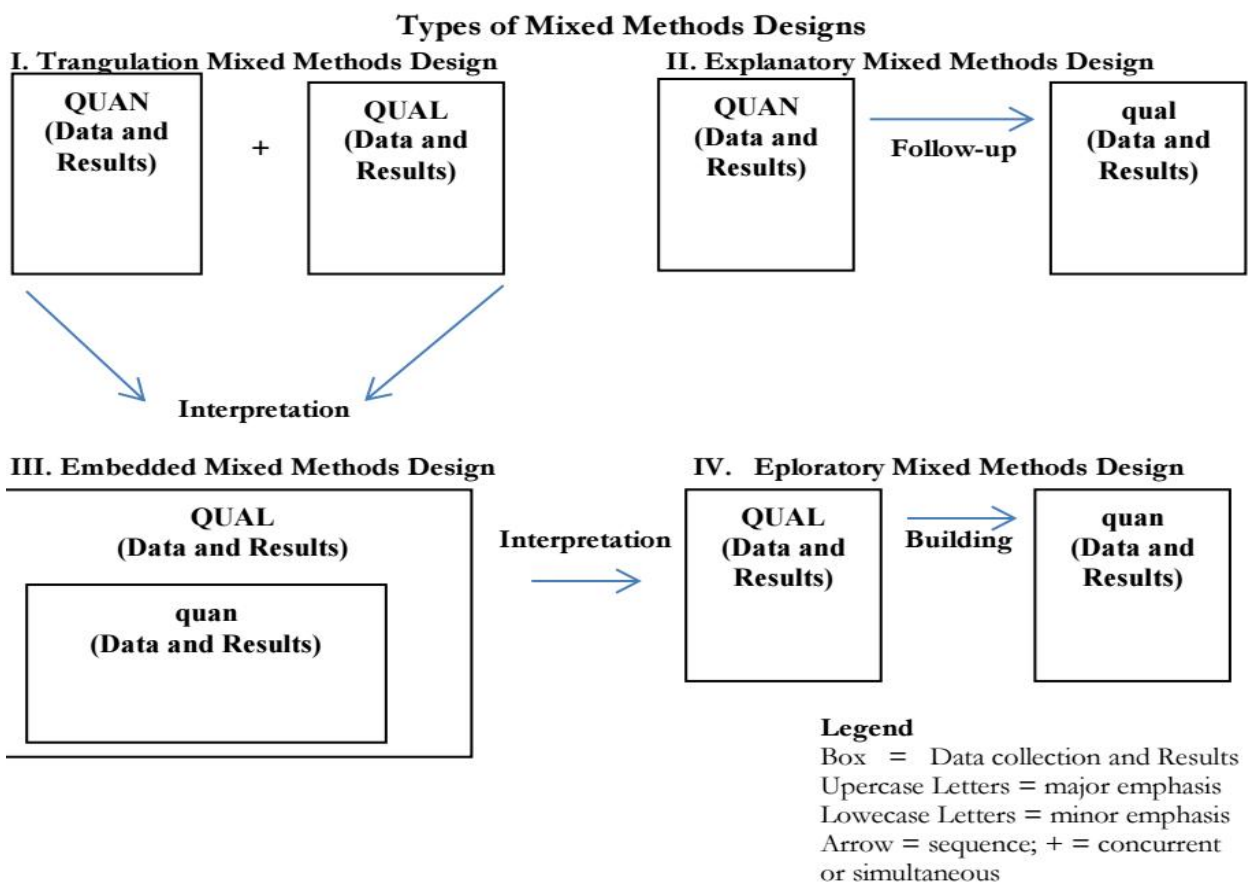 Types of Mixed Methods Designs
I. Trangulation Mixed Methods Design
QUAN
(Data and
Results)
+
QUAL
(Data and
Results)
Interpretation
II. Explanatory Mixed Methods Design
QUAN
(Data and
Results)
Follow-up
qual
(Data and
Results)
III. Embedded Mixed Methods Design
QUAL
(Data and Results)
quan
(Data and Results)
Interpretation
IV. Eploratory Mixed Methods Design
QUAL
(Data and
Results)
Building
quan
(Data and
Results)
Legend
Box = Data collection and Results
Upercase Letters = major emphasis
Lowecase Letters = minor emphasis
Arrow = sequence; + = concurrent
or simultaneous